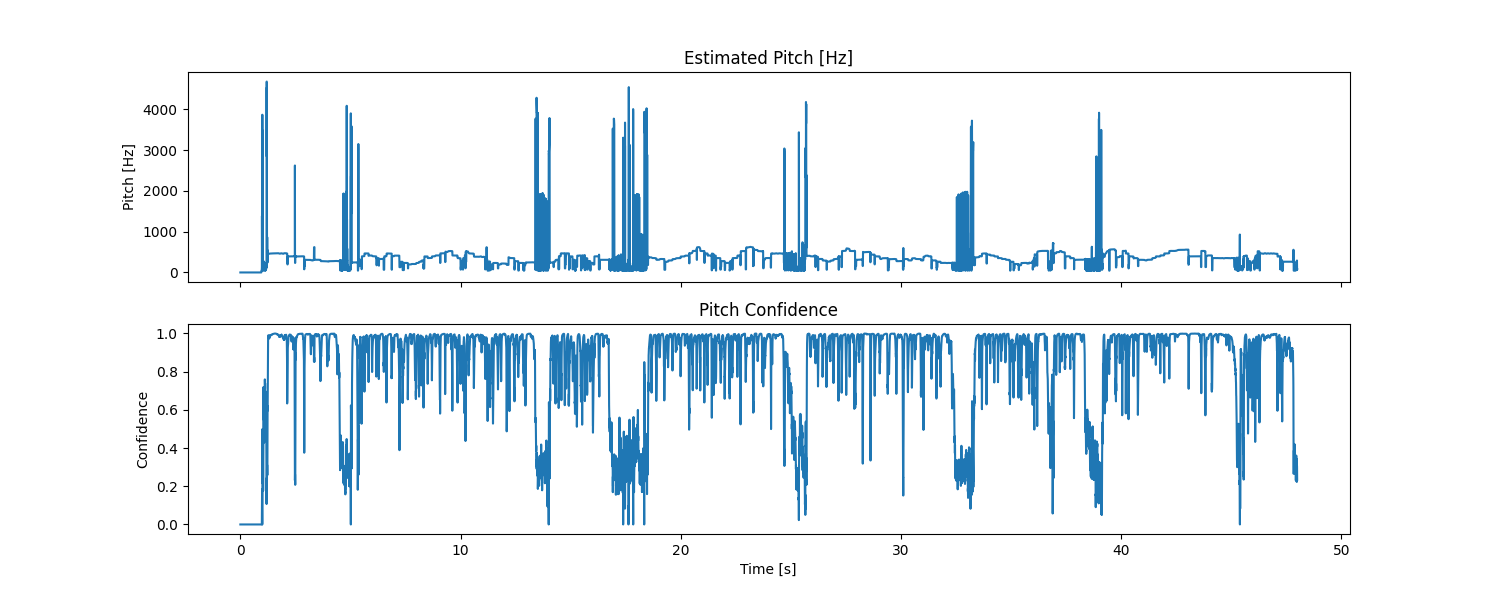 Estimated Pitch [Hz]
4000
3000
2000
1000
0
Pitch [Hz]
Pitch Confidence
1.0
0.8
0.6
0.4
0.2
0.0
Confidence
0 10 20 30 40 50
Time [s]